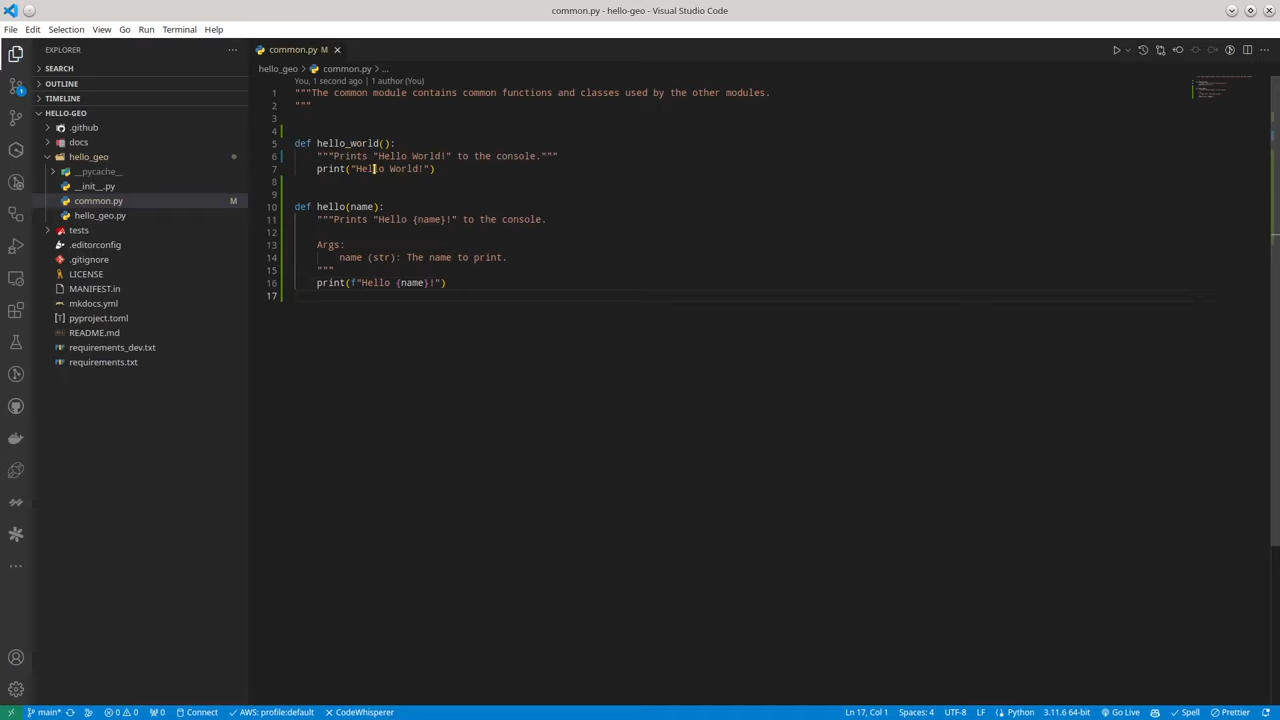 common.py - hello-geo - Visual Studio Code
File Edit Selection View Go Run Terminal Help
EXPLORER
SEARCH
OUTLINE
TIMELINE
HELLO-GEO
.github
docs
hello_geo
__pycache__
__init__.py
common.py M
hello_geo.py
tests
.editorconfig
.gitignore
LICENSE
MANIFEST.in
mkdocs.yml
pyproject.toml
README.md
requirements_dev.txt
requirements.txt
1
common.py M
hello_geo > common.py > ...
You, 1 second ago | 1 author (You)
1 """The common module contains common functions and classes used by the other modules.
2 """
3
4
5 def hello_world():
6 """Prints "Hello World!" to the console."""
7 print("Hello World!")
8
9
10 def hello(name):
11 """Prints "Hello {name}!" to the console.
12
13 Args:
14 name (str): The name to print.
15 """
16 print(f"Hello {name}!")
17
main* 0 0 0 Connect AWS: profile:default CodeWhisperer Ln 17, Col 1 Spaces: 4 UTF-8 LF Python 3.11.6 64-bit Go Live Spell Prettier